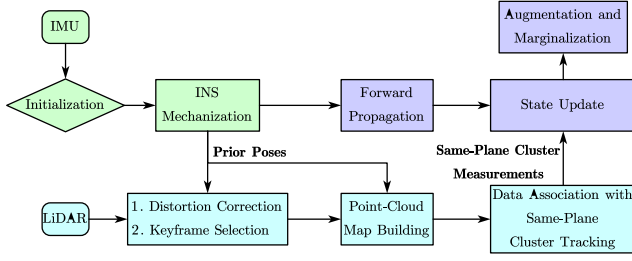 IMU
Augmentation and
Marginalization
Initialization
INS
Mechanization
Forward
Propagation
State Update
Prior Poses
Same-Plane Cluster
Measurements
LiDAR
1. Distortion Correction
2. Keyframe Selection
Point-Cloud
Map Building
Data Association with
Same-Plane
Cluster Tracking